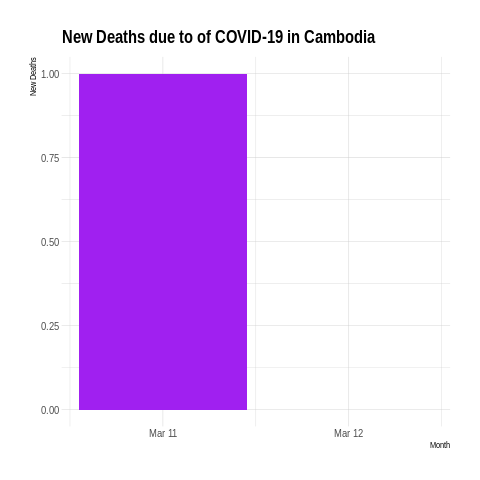 New Deaths due to of COVID-19 in Cambodia
New Deaths
1.00
0.75
0.50
0.25
0.00
Mar 11
Mar 12
Month